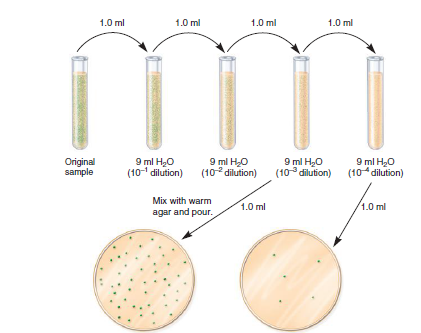 1.0 ml 1.0 ml 1.0 ml 1.0 ml
Original
sample
9 ml H₂O
(10⁻¹ dilution)
9 ml H₂O
(10⁻² dilution)
9 ml H₂O
(10⁻³ dilution)
9 ml H₂O
(10⁻⁴ dilution)
Mix with warm
agar and pour.
1.0 ml
1.0 ml